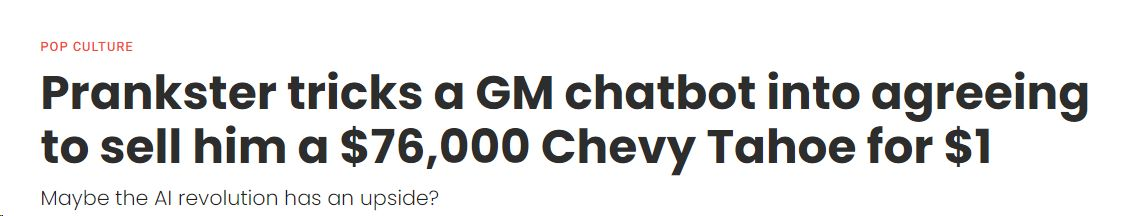 POP CULTURE
Prankster tricks a GM chatbot into agreeing
to sell him a $76,000 Chevy Tahoe for $1
Maybe the AI revolution has an upside?